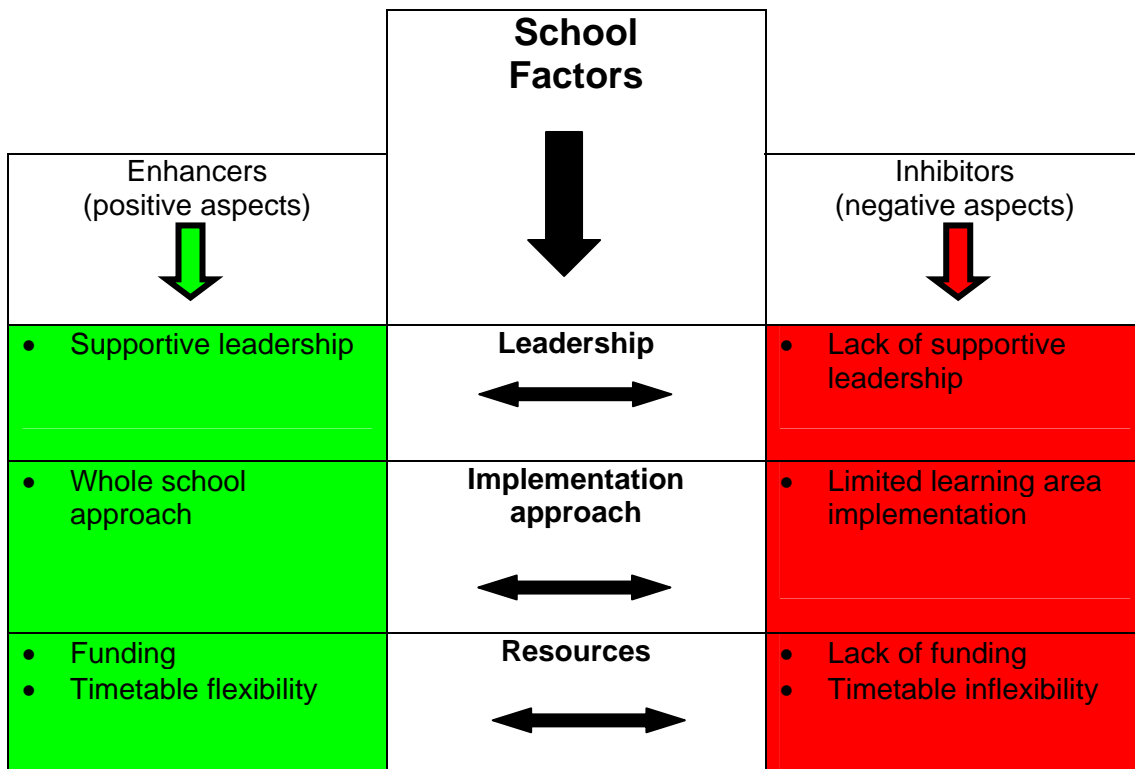 School
Factors
Enhancers
(positive aspects)
Inhibitors
(negative aspects)
• Supportive leadership
Leadership
• Lack of supportive
leadership
• Whole school
approach
Implementation
approach
• Limited learning area
implementation
• Funding
• Timetable flexibility
Resources
• Lack of funding
• Timetable inflexibility